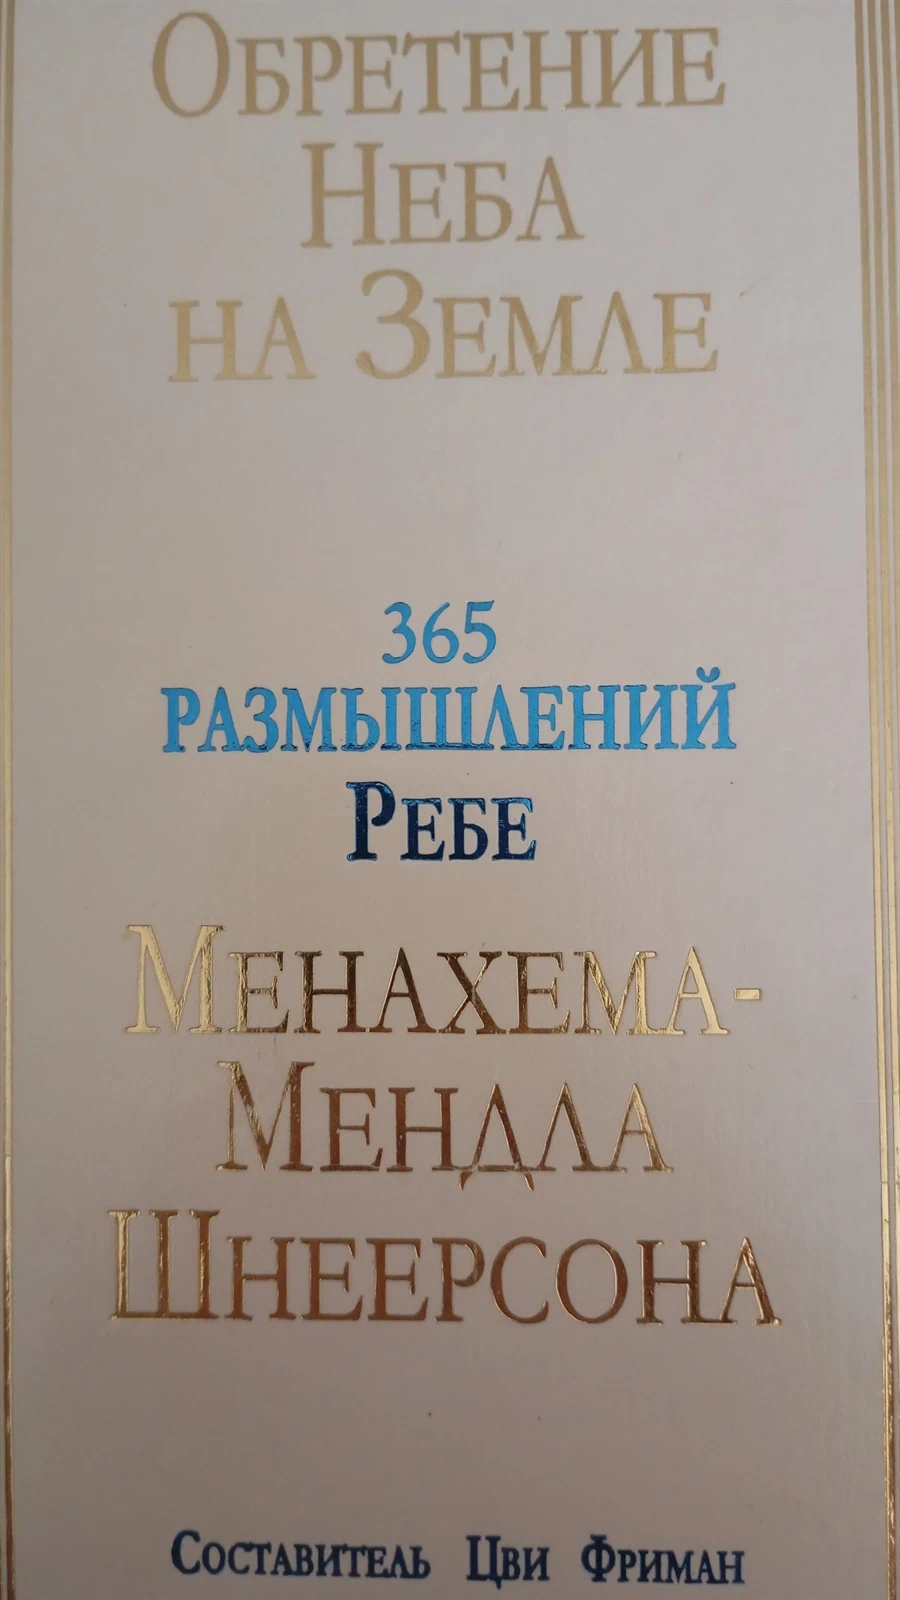 Обретение
Неба
на Земле
365
размышлений
Ребе
Менахема-
Мендла
Шнеерсона
Составитель Цви Фриман